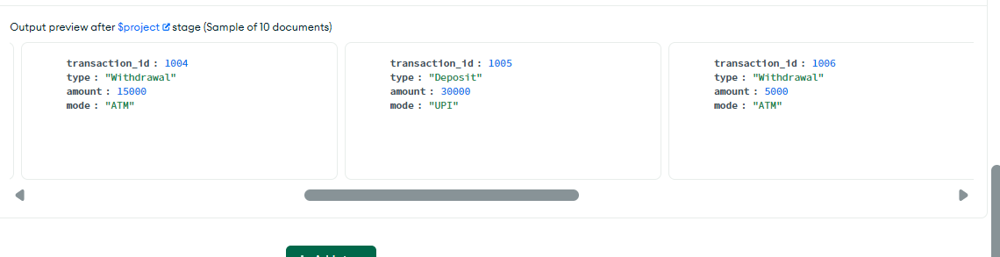 Output preview after $project stage (Sample of 10 documents)
transaction_id : 1004
type : "Withdrawal"
amount : 15000
mode : "ATM"
transaction_id : 1005
type : "Deposit"
amount : 30000
mode : "UPI"
transaction_id : 1006
type : "Withdrawal"
amount : 5000
mode : "ATM"